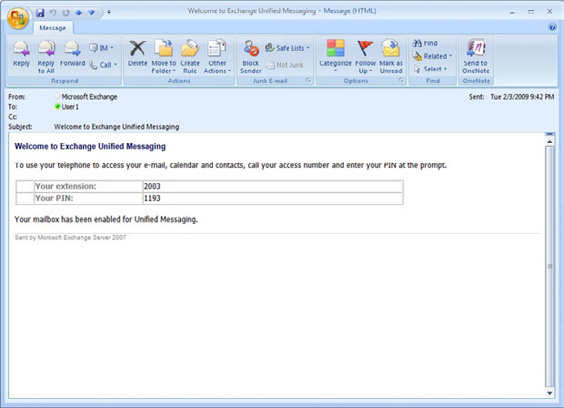 Welcome to Exchange Unified Messaging - Message (HTML)
Message
Reply
Reply to All
Forward
IM
Call
Respond
Delete
Move to Folder
Create Rule
Other Actions
Actions
Block Sender
Safe Lists
Not Junk
Junk E-mail
Categorize
Follow Up
Mark as Unread
Options
Find
Related
Select
Find
Send to OneNote
OneNote
From: Microsoft Exchange Sent: Tue 2/3/2009 9:42 PM
To: User1
Cc:
Subject: Welcome to Exchange Unified Messaging
Welcome to Exchange Unified Messaging
To use your telephone to access your e-mail, calendar and contacts, call your access number and enter your PIN at the prompt.
Your extension: 2003
Your PIN: 1193
Your mailbox has been enabled for Unified Messaging.
Sent by Microsoft Exchange Server 2007